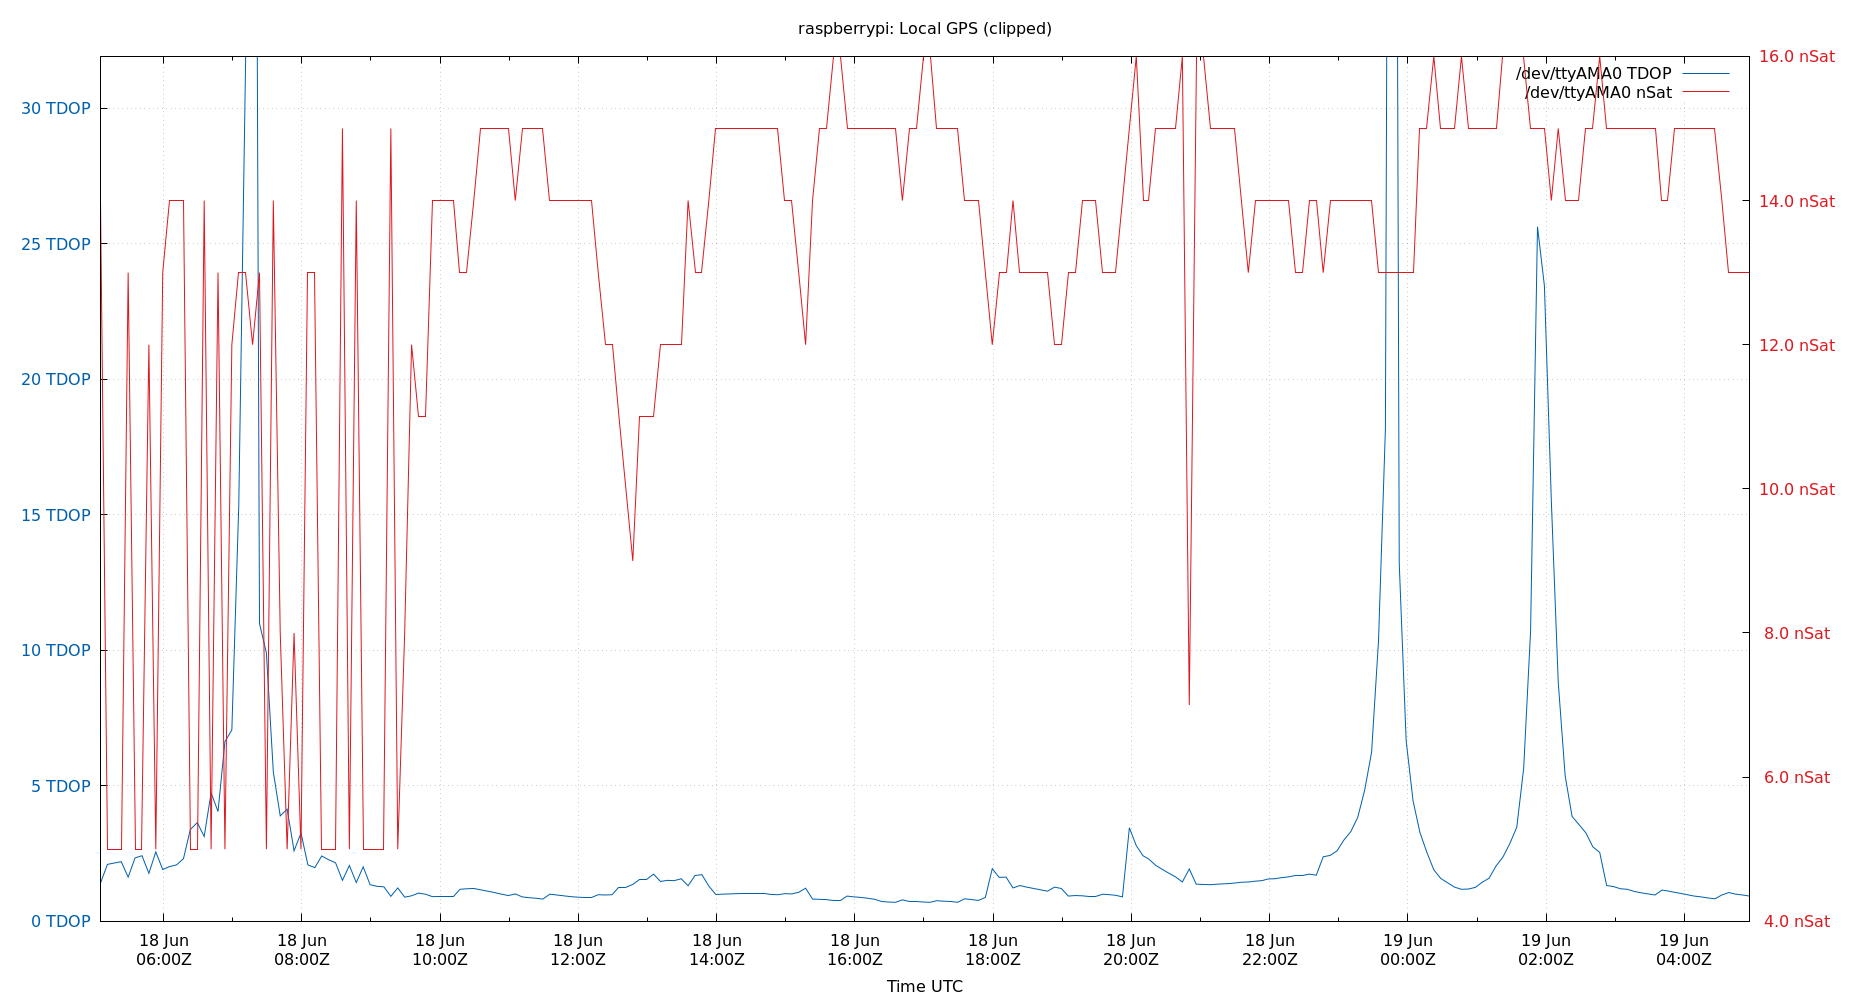 raspberrypi: Local GPS (clipped)
/dev/ttyAMA0 TDOP
/dev/ttyAMA0 nSat
30 TDOP
25 TDOP
20 TDOP
15 TDOP
10 TDOP
5 TDOP
0 TDOP
16.0 nSat
14.0 nSat
12.0 nSat
10.0 nSat
8.0 nSat
6.0 nSat
4.0 nSat
18 Jun
06:00Z
18 Jun
08:00Z
18 Jun
10:00Z
18 Jun
12:00Z
18 Jun
14:00Z
18 Jun
16:00Z
18 Jun
18:00Z
18 Jun
20:00Z
18 Jun
22:00Z
19 Jun
00:00Z
19 Jun
02:00Z
19 Jun
04:00Z
Time UTC